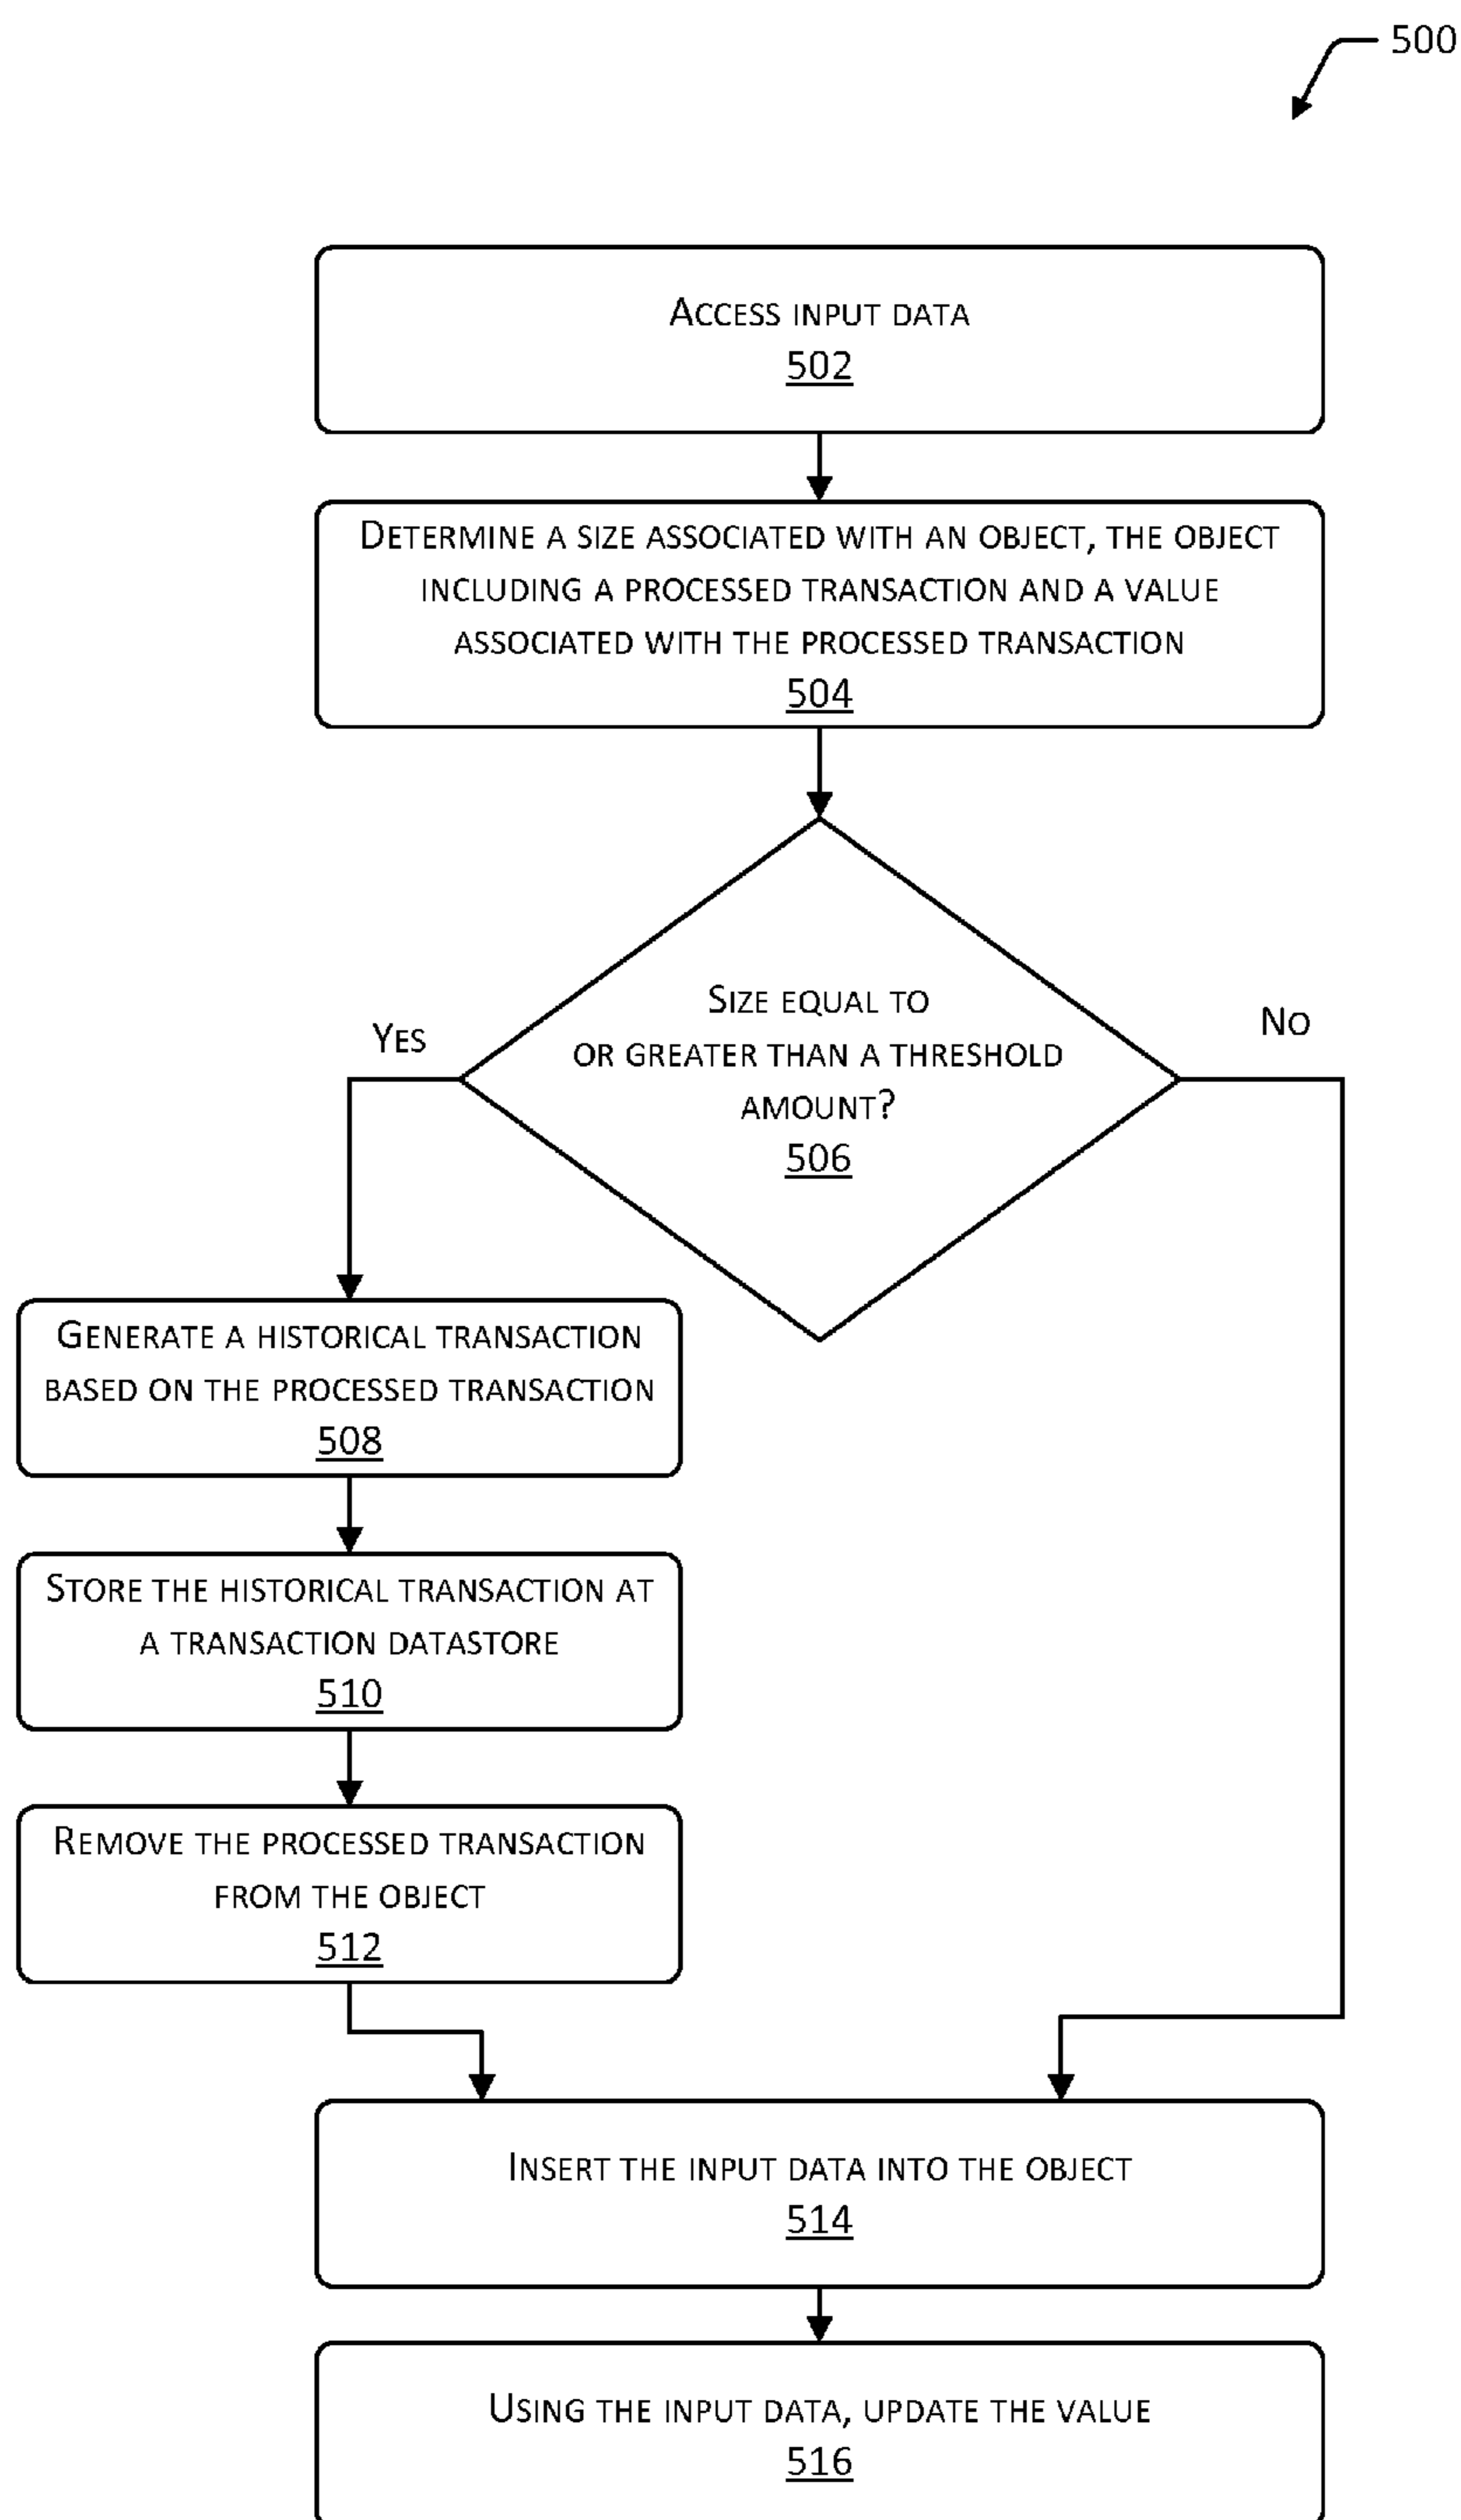 500
Access input data
502
Determine a size associated with an object, the object
including a processed transaction and a value
associated with the processed transaction
504
Size equal to
or greater than a threshold
amount?
506
Yes
No
Generate a historical transaction
based on the processed transaction
508
Store the historical transaction at
a transaction datastore
510
Remove the processed transaction
from the object
512
Insert the input data into the object
514
Using the input data, update the value
516